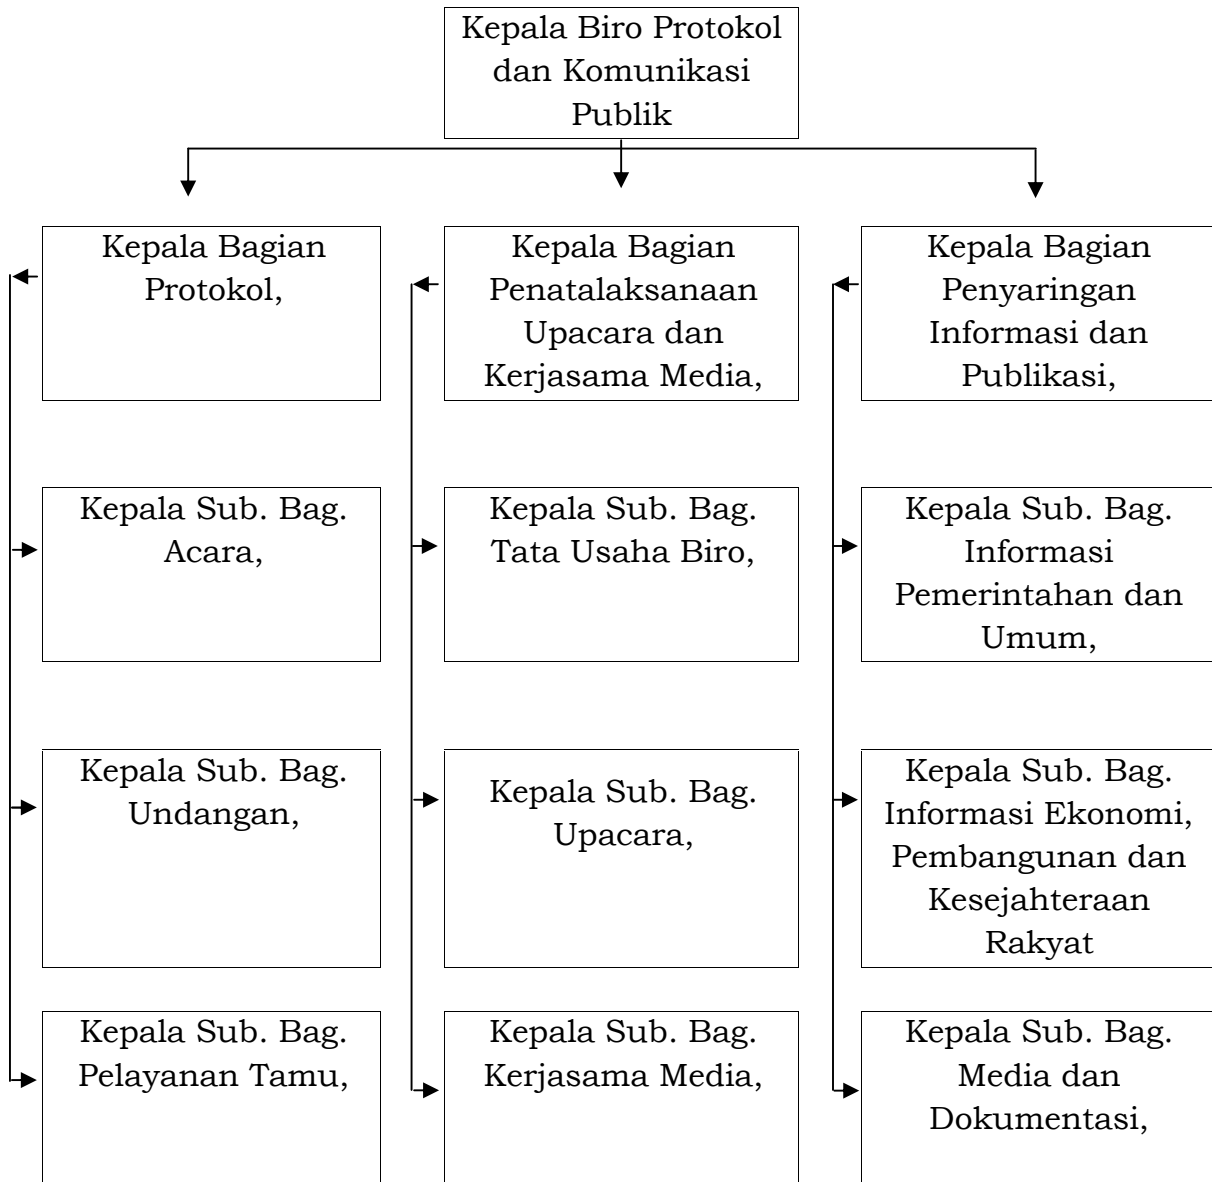 Kepala Biro Protokol
dan Komunikasi
Publik
Kepala Bagian
Protokol,
Kepala Bagian
Penatalaksanaan
Upacara dan
Kerjasama Media,
Kepala Bagian
Penyaringan
Informasi dan
Publikasi,
Kepala Sub. Bag.
Acara,
Kepala Sub. Bag.
Tata Usaha Biro,
Kepala Sub. Bag.
Informasi
Pemerintahan dan
Umum,
Kepala Sub. Bag.
Undangan,
Kepala Sub. Bag.
Upacara,
Kepala Sub. Bag.
Informasi Ekonomi,
Pembangunan dan
Kesejahteraan
Rakyat
Kepala Sub. Bag.
Pelayanan Tamu,
Kepala Sub. Bag.
Kerjasama Media,
Kepala Sub. Bag.
Media dan
Dokumentasi,